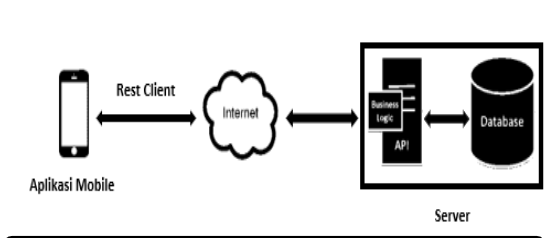 Rest Client
Aplikasi Mobile
Internet
Business
Logic
API
Database
Server